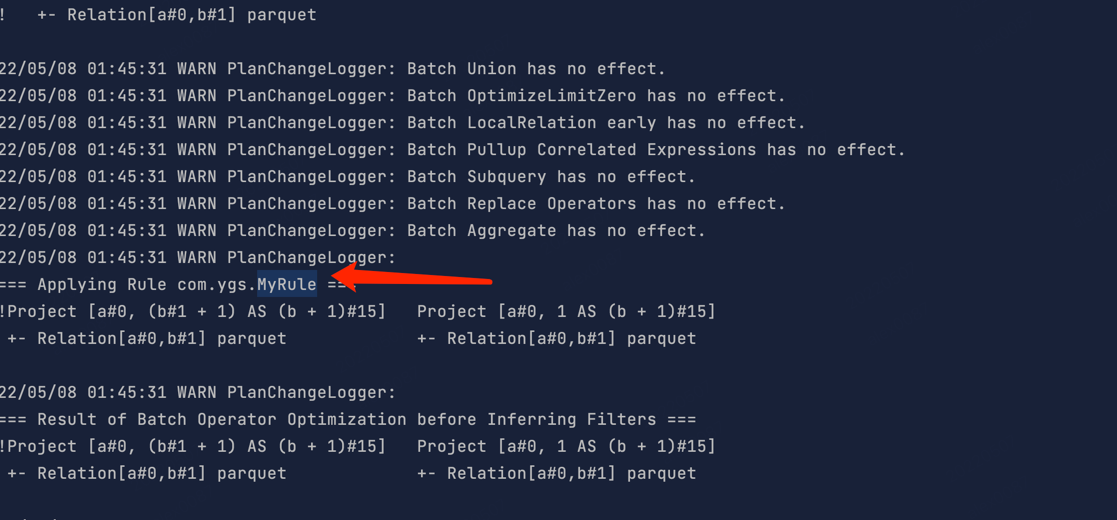 !   +- Relation[a#0,b#1] parquet
22/05/08 01:45:31 WARN PlanChangeLogger: Batch Union has no effect.
22/05/08 01:45:31 WARN PlanChangeLogger: Batch OptimizeLimitZero has no effect.
22/05/08 01:45:31 WARN PlanChangeLogger: Batch LocalRelation early has no effect.
22/05/08 01:45:31 WARN PlanChangeLogger: Batch Pullup Correlated Expressions has no effect.
22/05/08 01:45:31 WARN PlanChangeLogger: Batch Subquery has no effect.
22/05/08 01:45:31 WARN PlanChangeLogger: Batch Replace Operators has no effect.
22/05/08 01:45:31 WARN PlanChangeLogger: Batch Aggregate has no effect.
22/05/08 01:45:31 WARN PlanChangeLogger:
=== Applying Rule com.ygs.MyRule ===
!Project [a#0, (b#1 + 1) AS (b + 1)#15]   Project [a#0, 1 AS (b + 1)#15]
 +- Relation[a#0,b#1] parquet             +- Relation[a#0,b#1] parquet
22/05/08 01:45:31 WARN PlanChangeLogger:
=== Result of Batch Operator Optimization before Inferring Filters ===
!Project [a#0, (b#1 + 1) AS (b + 1)#15]   Project [a#0, 1 AS (b + 1)#15]
 +- Relation[a#0,b#1] parquet             +- Relation[a#0,b#1] parquet